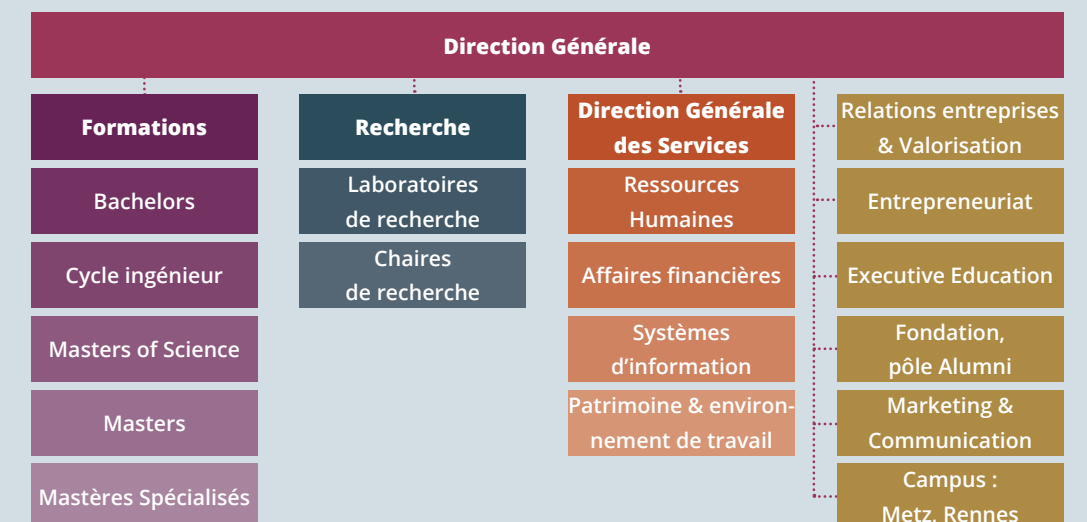 Direction Générale
Formations
Bachelors
Cycle ingénieur
Masters of Science
Masters
Mastères Spécialisés
Recherche
Laboratoires
de recherche
Chaires
de recherche
Direction Générale
des Services
Ressources
Humaines
Affaires financières
Systèmes
d’information
Patrimoine & environ-
nement de travail
Relations entreprises
& Valorisation
Entrepreneuriat
Executive Education
Fondation,
pôle Alumni
Marketing &
Communication
Campus :
Metz, Rennes